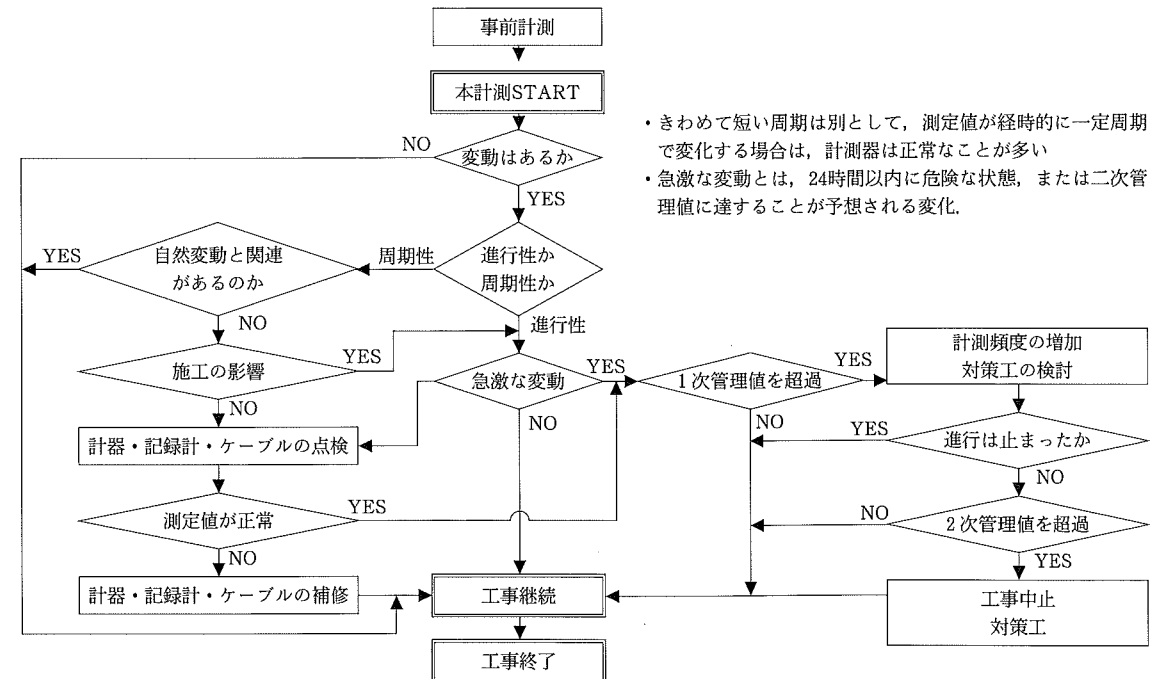 事前計測
本計測START
・きわめて短い周期は別として，測定値が経時的に一定周期
で変化する場合は，計測器は正常なことが多い
・急激な変動とは，24時間以内に危険な状態，または二次管
理値に達することが予想される変化．
NO
変動はあるか
YES
YES
自然変動と関連
があるのか
周期性
進行性か
周期性か
NO
進行性
施工の影響
YES
急激な変動
YES
1次管理値を超過
YES
計測頻度の増加
対策工の検討
NO
NO
NO
計器・記録計・ケーブルの点検
YES
進行は止まったか
NO
測定値が正常
YES
NO
2次管理値を超過
NO
YES
計器・記録計・ケーブルの補修
工事継続
工事中止
対策工
工事終了